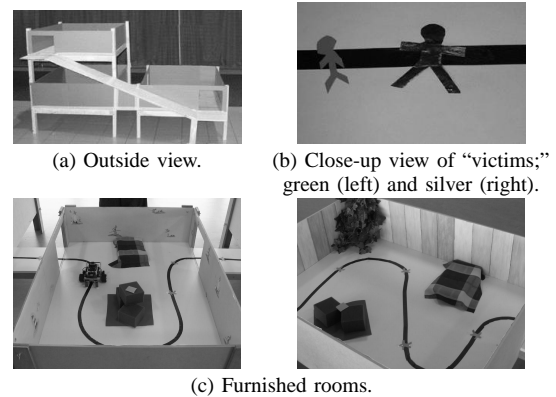 (a) Outside view.
(b) Close-up view of “victims;”
green (left) and silver (right).
(c) Furnished rooms.